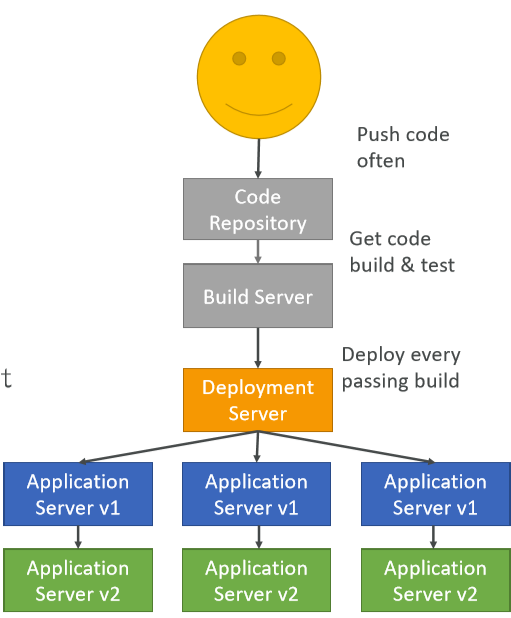 Push code
often
Code
Repository
Get code
build & test
Build Server
Deploy every
passing build
t
Deployment
Server
Application
Server v1
Application
Server v1
Application
Server v1
Application
Server v2
Application
Server v2
Application
Server v2